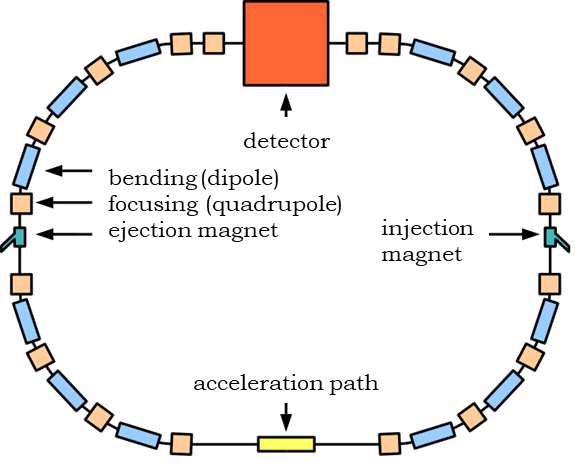 detector
bending (dipole)
focusing (quadrupole)
ejection magnet
injection
magnet
acceleration path